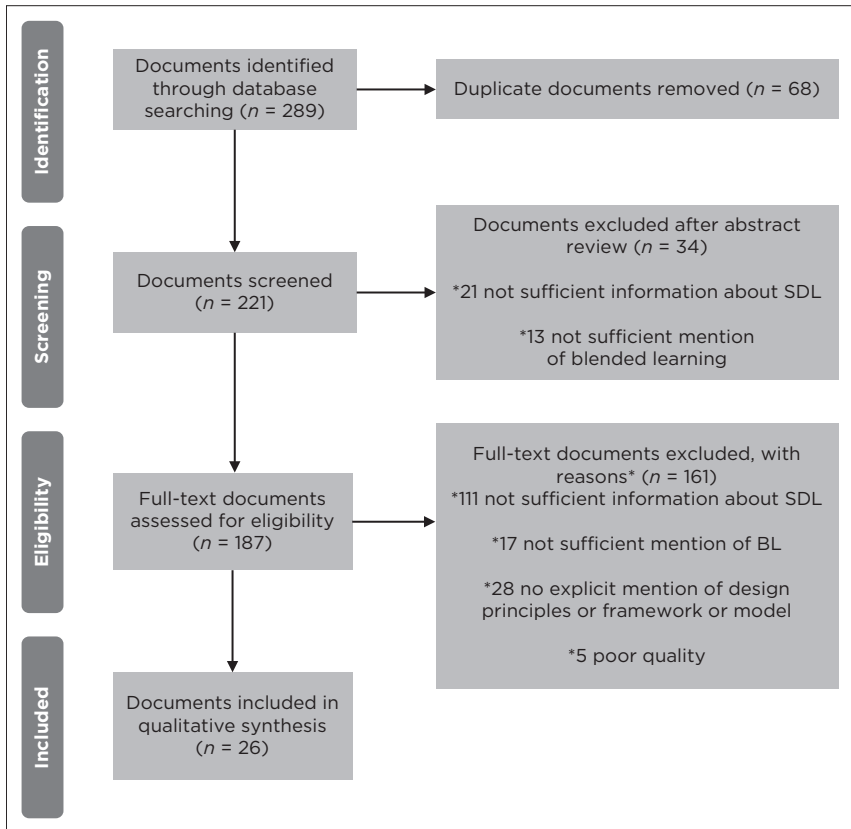 Identification
Documents identified
through database
searching (n = 289)
Duplicate documents removed (n = 68)
Screening
Documents screened
(n = 221)
Documents excluded after abstract
review (n = 34)
*21 not sufficient information about SDL
*13 not sufficient mention
of blended learning
Eligibility
Full-text documents
assessed for eligibility
(n = 187)
Full-text documents excluded, with
reasons* (n = 161)
*111 not sufficient information about SDL
*17 not sufficient mention of BL
*28 no explicit mention of design
principles or framework or model
*5 poor quality
Included
Documents included in
qualitative synthesis
(n = 26)